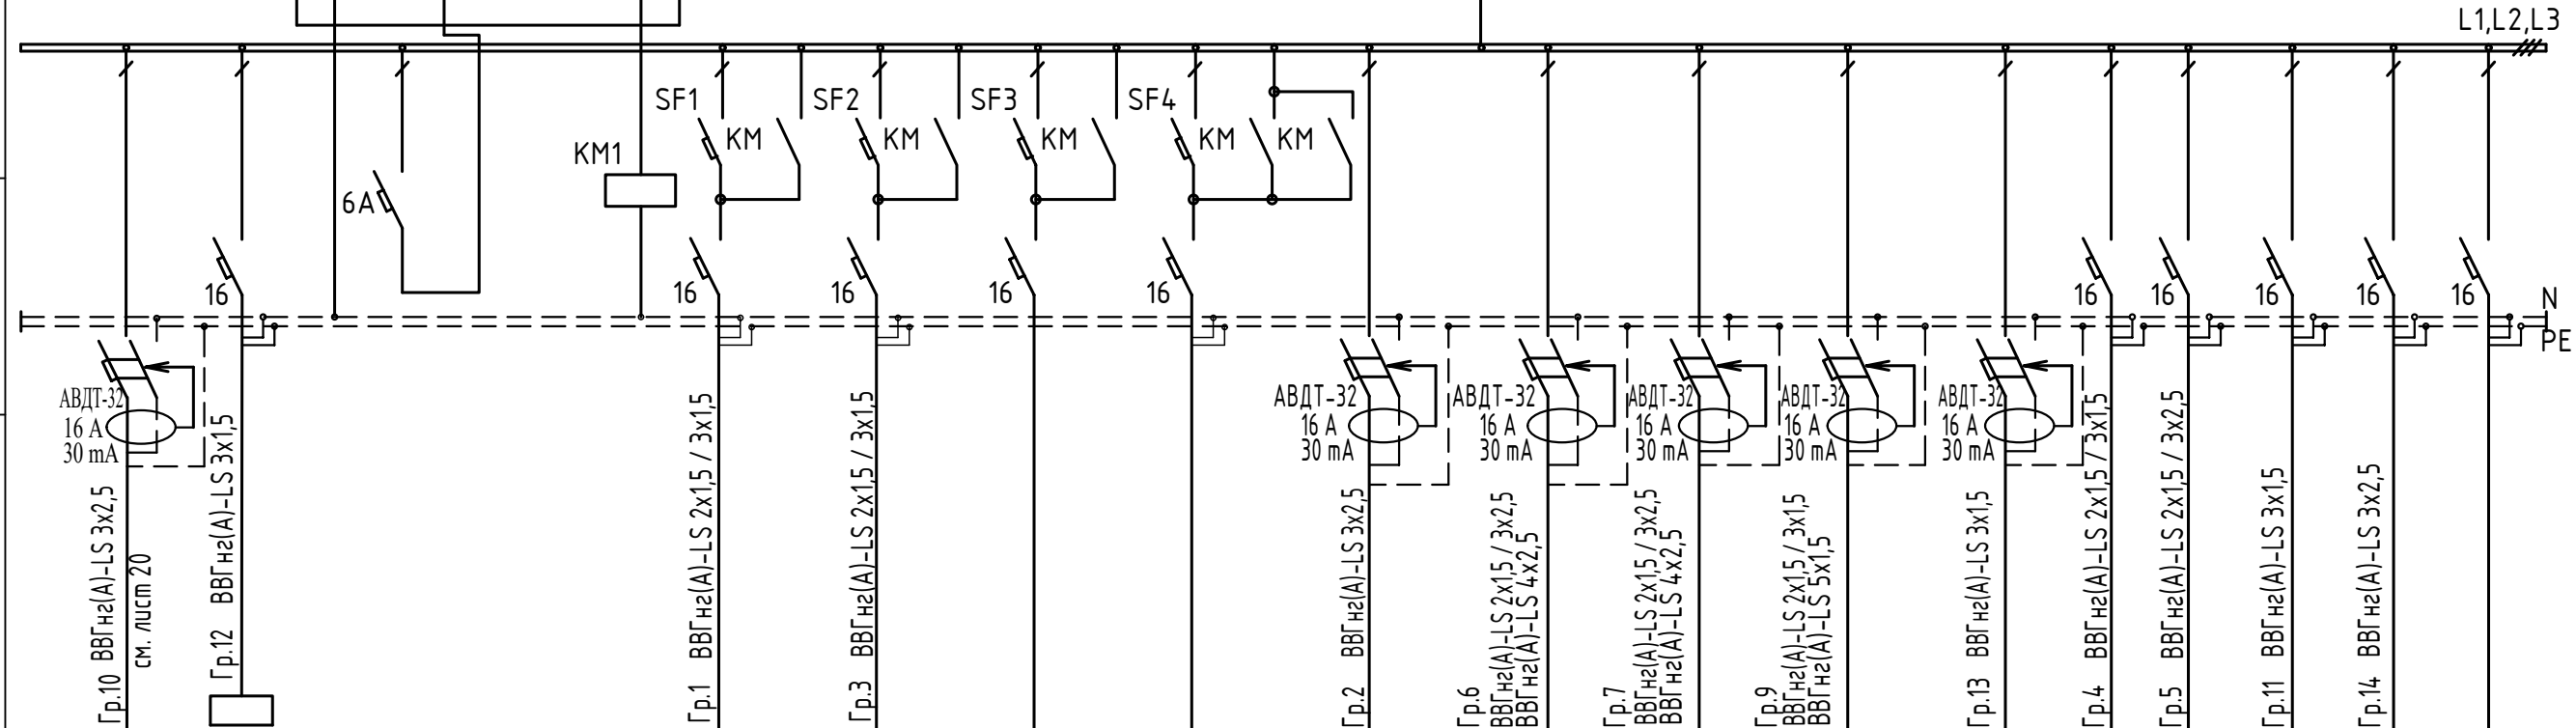 L1,L2,L3
SF1
SF2
SF3
SF4
КМ
КМ
КМ
КМ
КМ
КМ1
6А
16
16
16
16
16
16
16
16
16
16
N
PE
АВДТ-32
16 А
30 mA
АВДТ-32
16 А
30 mA
АВДТ-32
16 А
30 mA
АВДТ-32
16 А
30 mA
АВДТ-32
16 А
30 mA
АВДТ-32
16 А
30 mA
Гр.10 ВВГнг(А)-LS 3х2,5
см. лист 20
Гр.12 ВВГнг(А)-LS 3х1,5
Гр.1 ВВГнг(А)-LS 2х1,5 / 3х1,5
Гр.3 ВВГнг(А)-LS 2х1,5 / 3х1,5
Гр.2 ВВГнг(А)-LS 3х2,5
Гр.6
ВВГнг(А)-LS 2х1,5 / 3х2,5
ВВГнг(А)-LS 4х2,5
Гр.7
ВВГнг(А)-LS 2х1,5 / 3х2,5
ВВГнг(А)-LS 4х2,5
Гр.9
ВВГнг(А)-LS 2х1,5 / 3х1,5
ВВГнг(А)-LS 5х1,5
Гр.13 ВВГнг(А)-LS 3х1,5
Гр.4 ВВГнг(А)-LS 2х1,5 / 3х1,5
Гр.5 ВВГнг(А)-LS 2х1,5 / 3х2,5
Гр.11 ВВГнг(А)-LS 3х1,5
Гр.14 ВВГнг(А)-LS 3х2,5